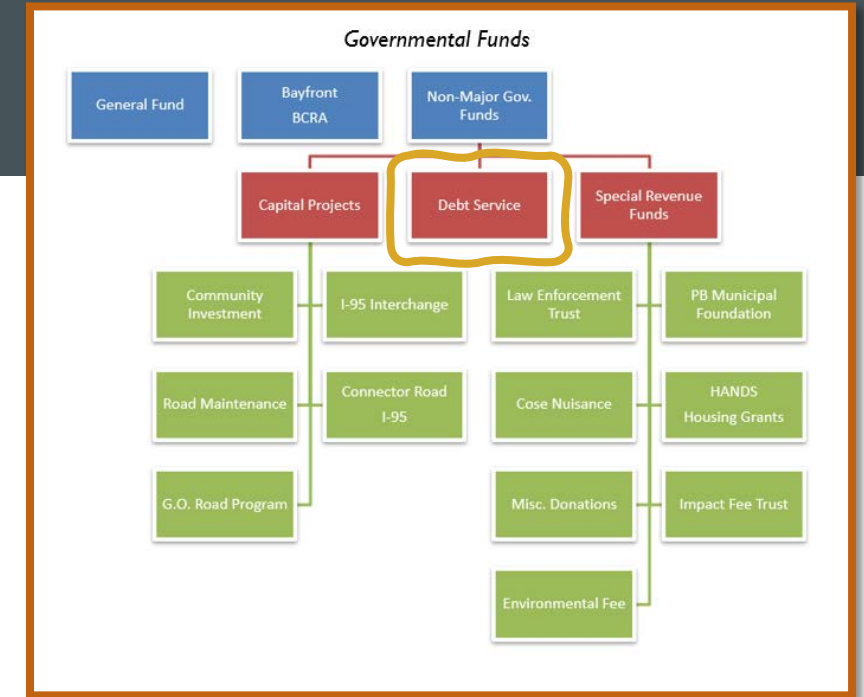 Governmental Funds
General Fund
Bayfront
BCRA
Non-Major Gov.
Funds
Capital Projects
Debt Service
Special Revenue
Funds
Community
Investment
I-95 Interchange
Law Enforcement
Trust
PB Municipal
Foundation
Road Maintenance
Connector Road
I-95
Cose Nuisance
HANDS
Housing Grants
G.O. Road Program
Misc. Donations
Impact Fee Trust
Environmental Fee